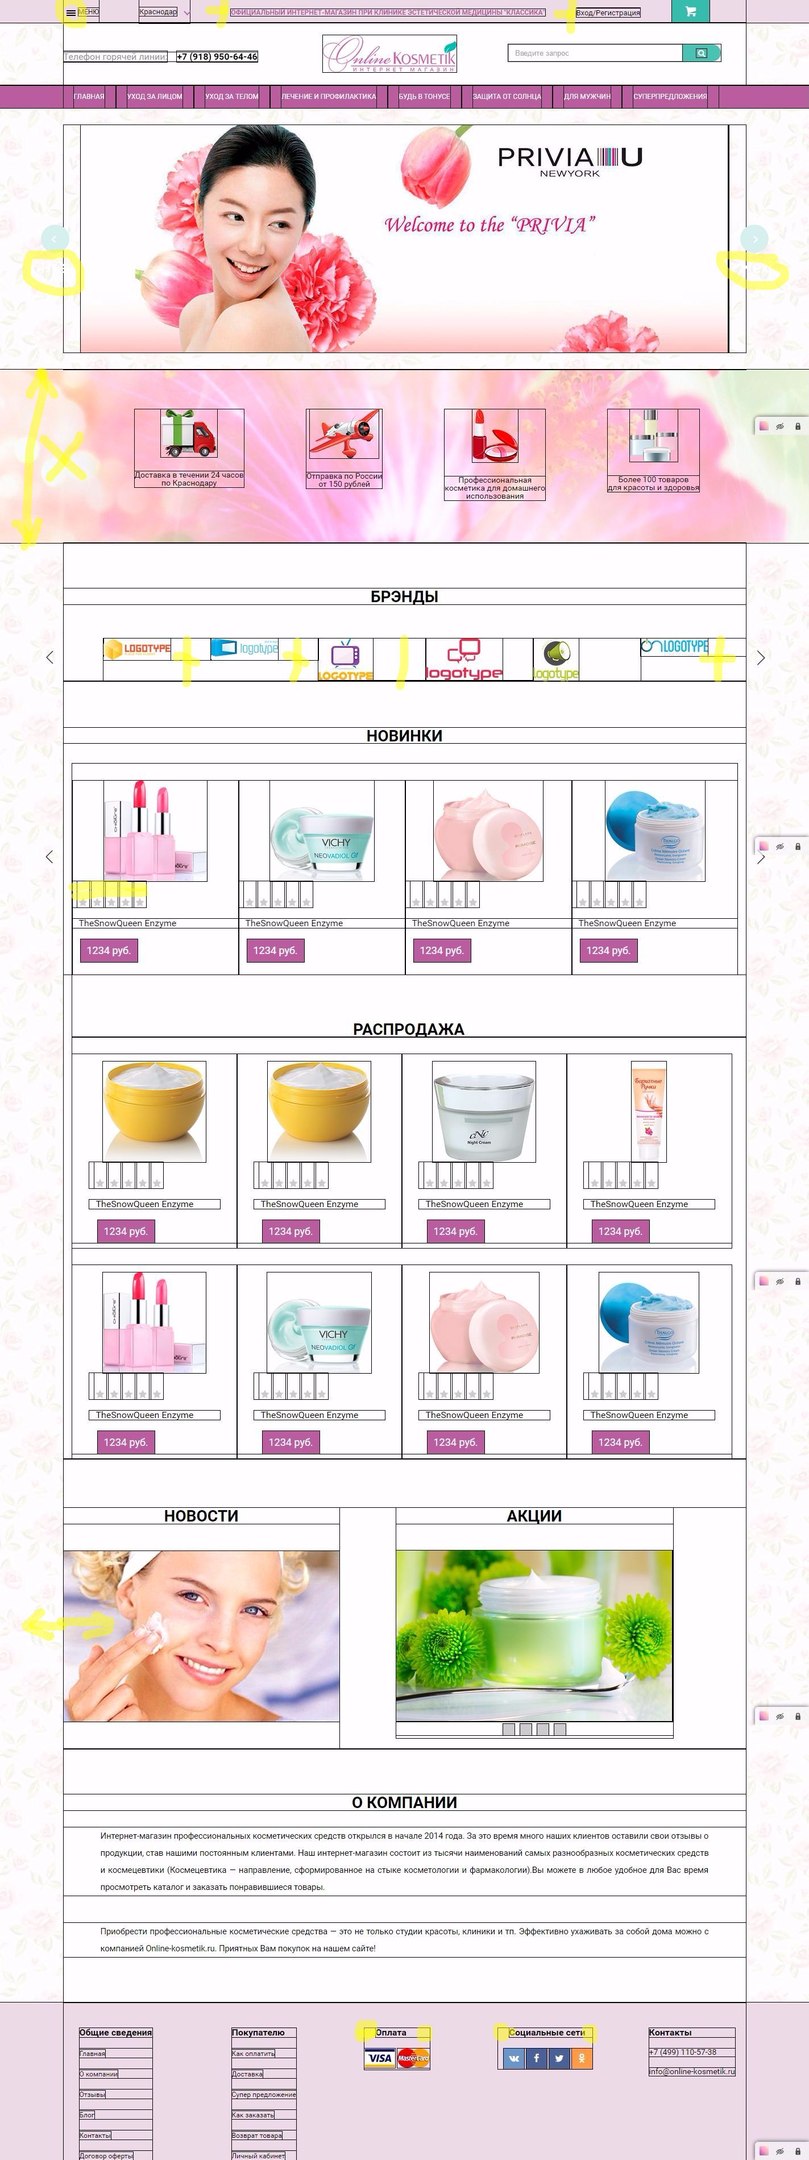 МЕНЮ
Краснодар
ОФИЦИАЛЬНЫЙ ИНТЕРНЕТ-МАГАЗИН ПРИ КЛИНИКЕ ЭСТЕТИЧЕСКОЙ МЕДИЦИНЫ "КЛАССИКА"
Вход/Регистрация
Телефон горячей линии: +7 (918) 950-64-46
Online KOSMETIK
ИНТЕРНЕТ МАГАЗИН
Введите запрос
ГЛАВНАЯ
УХОД ЗА ЛИЦОМ
УХОД ЗА ТЕЛОМ
ЛЕЧЕНИЕ И ПРОФИЛАКТИКА
БУДЬ В ТОНУСЕ
ЗАЩИТА ОТ СОЛНЦА
ДЛЯ МУЖЧИН
СУПЕРПРЕДЛОЖЕНИЯ
PRIVIA U
NEWYORK
Welcome to the “PRIVIA”
Доставка в течении 24 часов
по Краснодару
Отправка по России
от 150 рублей
Профессиональная
косметика для домашнего
использования
Более 100 товаров
для красоты и здоровья
БРЭНДЫ
LOGOTYPE
logotype
LOGOTYPE
logotype
logotype
LOGOTYPE
НОВИНКИ
VICHY
NEOVADIOL Gf
THALGO
TheSnowQueen Enzyme
TheSnowQueen Enzyme
TheSnowQueen Enzyme
TheSnowQueen Enzyme
1234 руб.
1234 руб.
1234 руб.
1234 руб.
РАСПРОДАЖА
CNC
Night Cream
Бархатные
Ручки
TheSnowQueen Enzyme
TheSnowQueen Enzyme
TheSnowQueen Enzyme
TheSnowQueen Enzyme
1234 руб.
1234 руб.
1234 руб.
1234 руб.
VICHY
NEOVADIOL Gf
THALGO
TheSnowQueen Enzyme
TheSnowQueen Enzyme
TheSnowQueen Enzyme
TheSnowQueen Enzyme
1234 руб.
1234 руб.
1234 руб.
1234 руб.
НОВОСТИ
АКЦИИ
О КОМПАНИИ
Интернет-магазин профессиональных косметических средств открылся в начале 2014 года. За это время много наших клиентов оставили свои отзывы о
продукции, став нашими постоянным клиентами. Наш интернет-магазин состоит из тысячи наименований самых разнообразных косметических средств
и космецевтики (Космецевтика — направление, сформированное на стыке косметологии и фармакологии).Вы можете в любое удобное для Вас время
просмотреть каталог и заказать понравившиеся товары.
Приобрести профессиональные косметические средства — это не только студии красоты, клиники и тп. Эффективно ухаживать за собой дома можно с
компанией Online-kosmetik.ru. Приятных Вам покупок на нашем сайте!
Общие сведения
Главная
О компании
Отзывы
Блог
Контакты
Договор оферты
Покупателю
Как оплатить
Доставка
Супер предложение
Как заказать
Возврат товара
Личный кабинет
Оплата
VISA
MasterCard
Социальные сети
Контакты
+7 (499) 110-57-38
info@online-kosmetik.ru